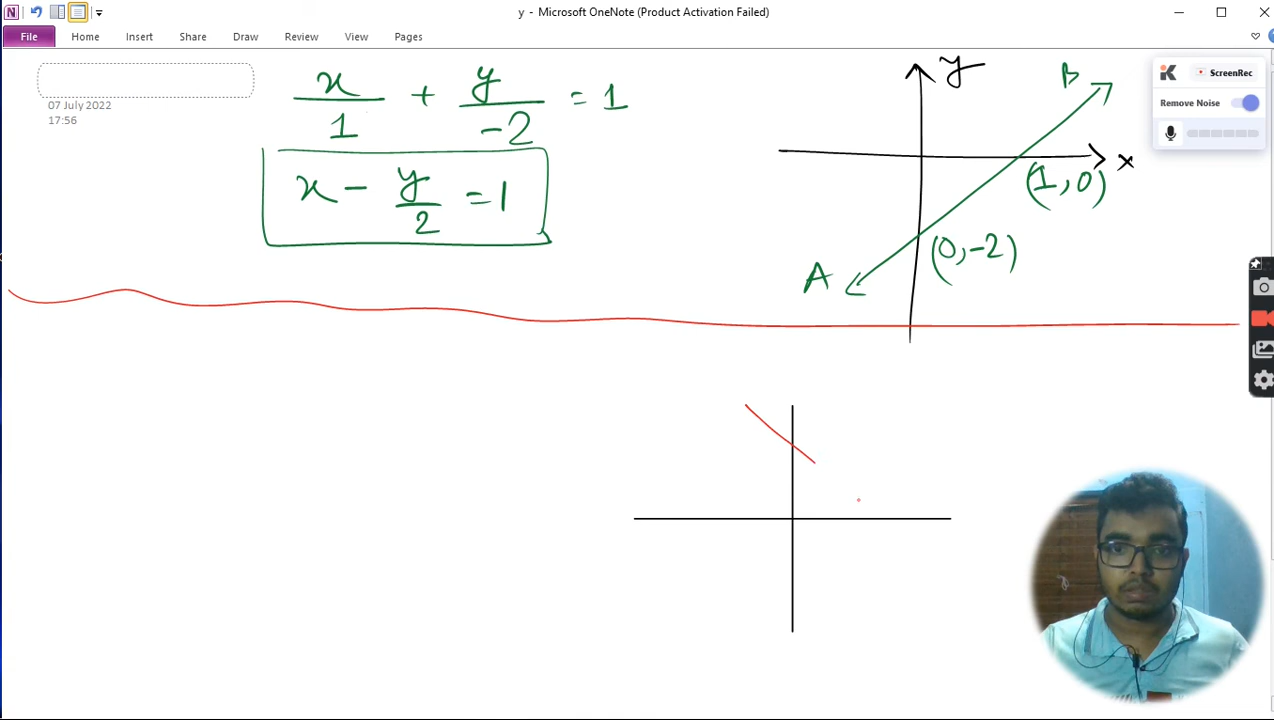 y - Microsoft OneNote (Product Activation Failed)
File Home Insert Share Draw Review View Pages
07 July 2022
17:56
x/1 + y/-2 = 1
x - y/2 = 1
y
B
x
(1, 0)
(0, -2)
A
ScreenRec
Remove Noise